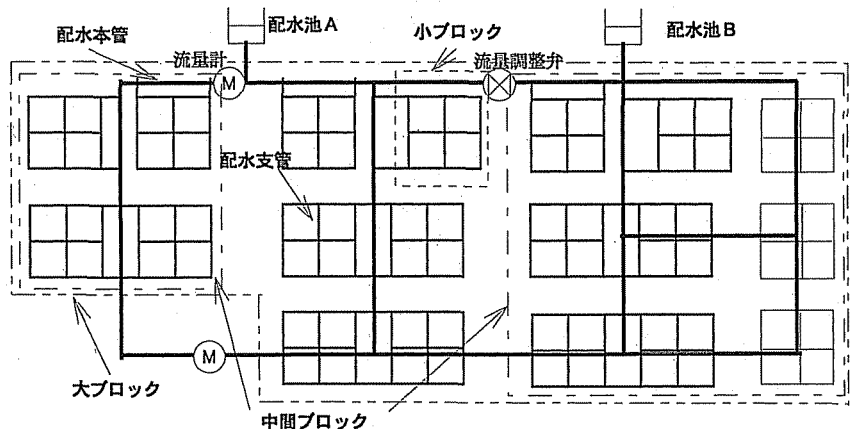 配水池A
配水池B
配水本管
小ブロック
流量計
流量調整弁
M
配水支管
M
大ブロック
中間ブロック